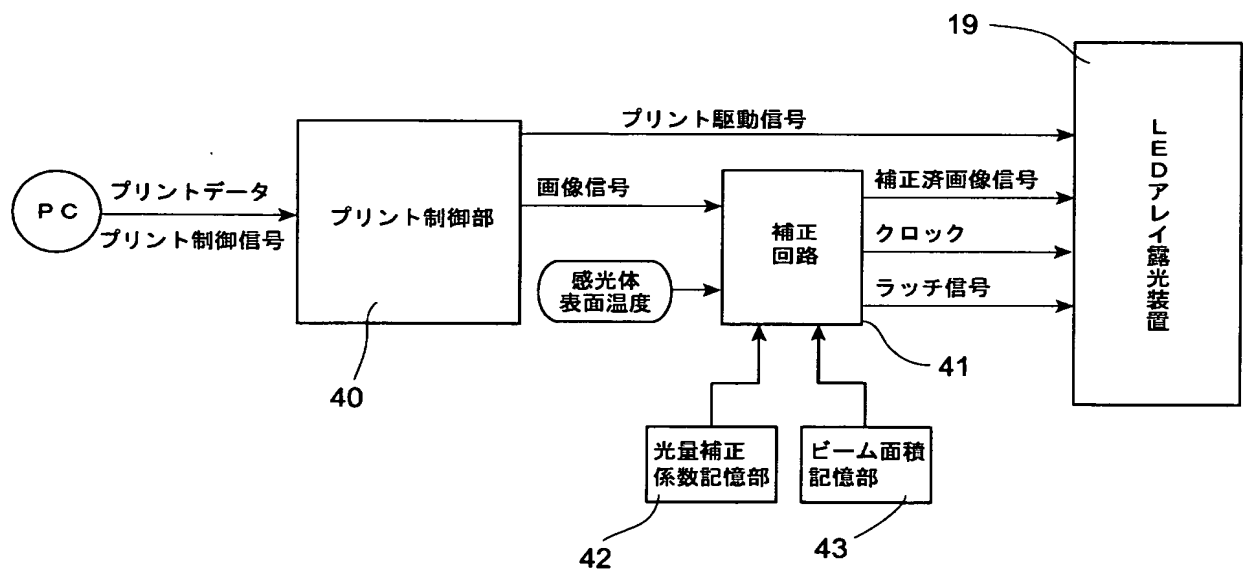 19
プリント駆動信号
プリントデータ
画像信号
補正済画像信号
PC
プリント制御部
補正
回路
クロック
LEDアレイ露光装置
プリント制御信号
感光体
表面温度
ラッチ信号
40
41
光量補正
係数記憶部
ビーム面積
記憶部
42
43